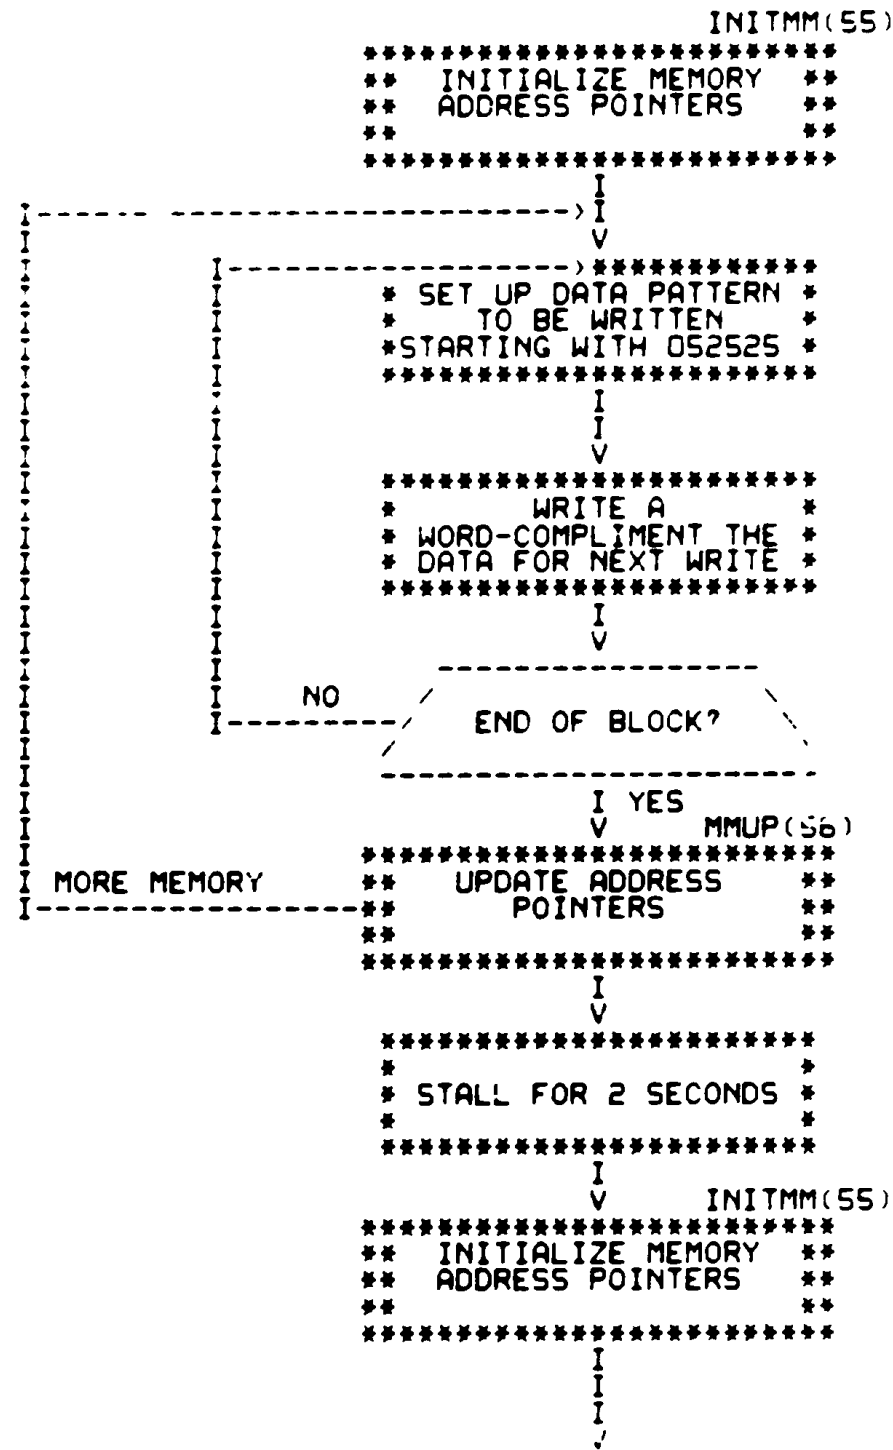 INITMM(55)
INITIALIZE MEMORY
ADDRESS POINTERS
SET UP DATA PATTERN
TO BE WRITTEN
STARTING WITH 052525
WRITE A
WORD-COMPLIMENT THE
DATA FOR NEXT WRITE
NO
END OF BLOCK?
YES
MMUP(56)
MORE MEMORY
UPDATE ADDRESS
POINTERS
STALL FOR 2 SECONDS
INITMM(55)
INITIALIZE MEMORY
ADDRESS POINTERS